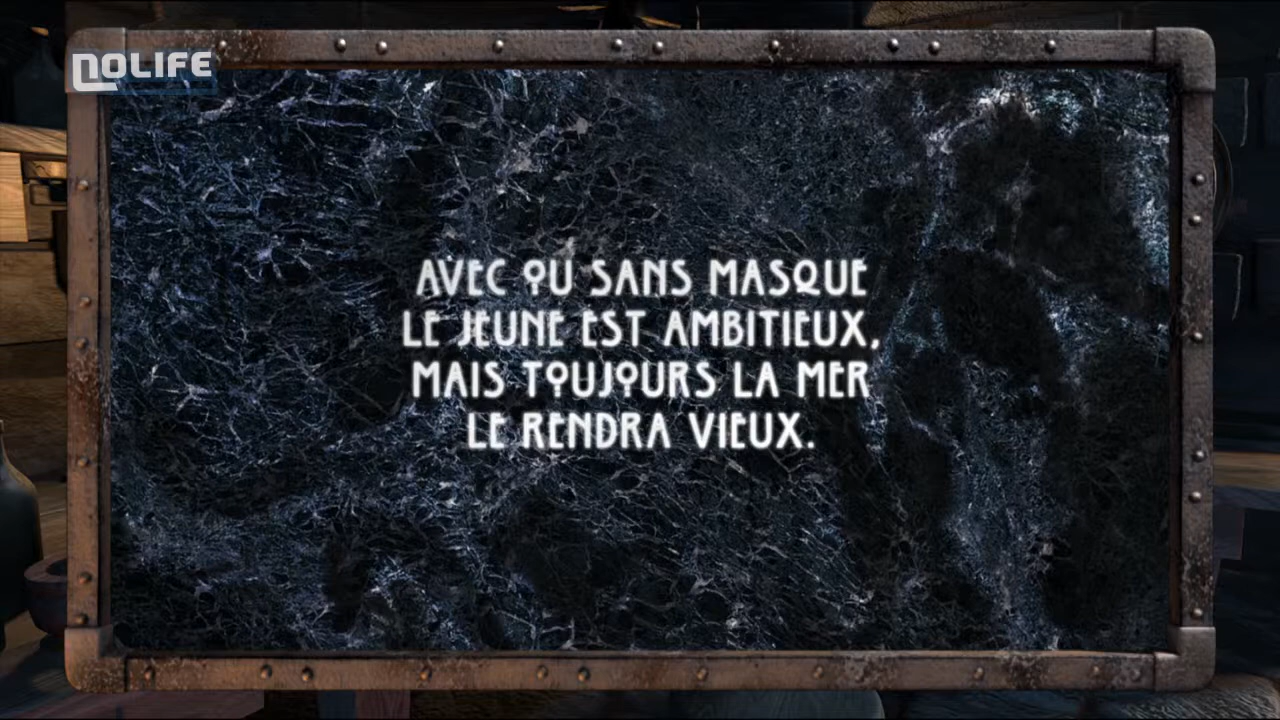 NOLIFE
AVEC OU SANS MASQUE
LE JEUNE EST AMBITIEUX,
MAIS TOUJOURS LA MER
LE RENDRA VIEUX.